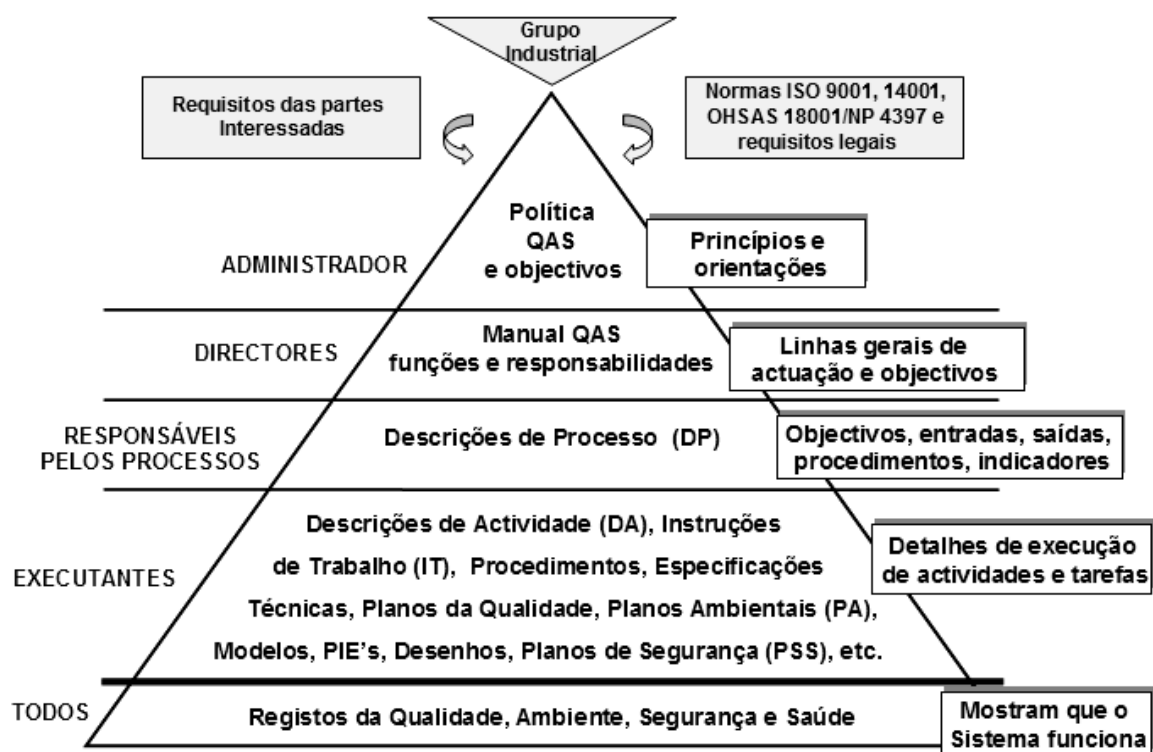 Grupo
Industrial
Requisitos das partes
Interessadas
Normas ISO 9001, 14001,
OHSAS 18001/NP 4397 e
requisitos legais
ADMINISTRADOR
Política
QAS
e objectivos
Princípios e
orientações
DIRECTORES
Manual QAS
funções e responsabilidades
Linhas gerais de
actuação e objectivos
RESPONSÁVEIS
PELOS PROCESSOS
Descrições de Processo (DP)
Objectivos, entradas, saídas,
procedimentos, indicadores
EXECUTANTES
Descrições de Actividade (DA), Instruções
de Trabalho (IT), Procedimentos, Especificações
Técnicas, Planos da Qualidade, Planos Ambientais (PA),
Modelos, PIE's, Desenhos, Planos de Segurança (PSS), etc.
Detalhes de execução
de actividades e tarefas
TODOS
Registos da Qualidade, Ambiente, Segurança e Saúde
Mostram que o
Sistema funciona